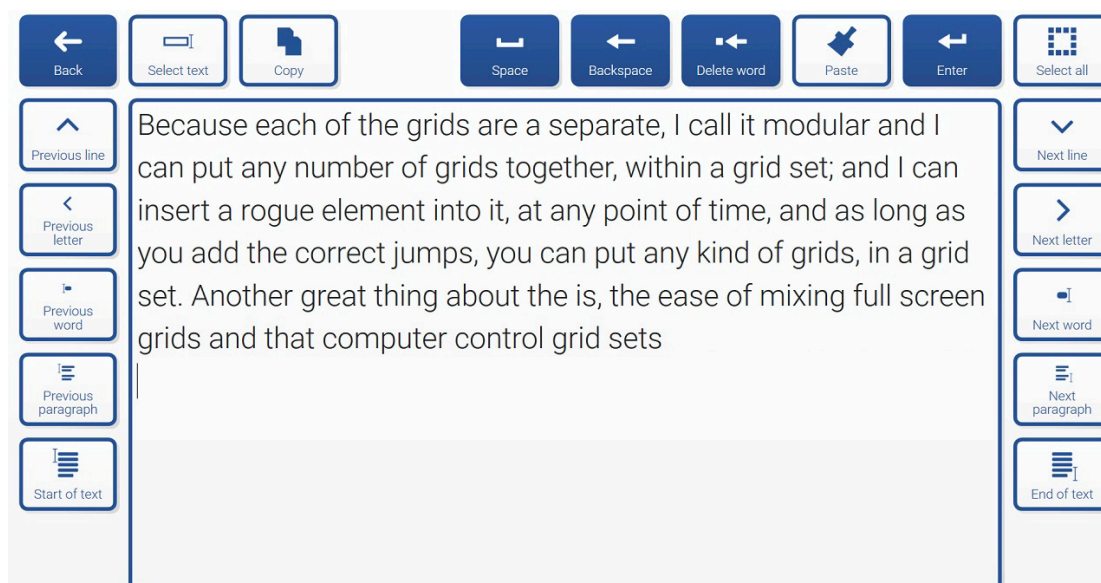 Back
Select text
Copy
Space
Backspace
Delete word
Paste
Enter
Select all
Previous line
Previous
letter
Previous
word
Previous
paragraph
Start of text
Because each of the grids are a separate, I call it modular and I
can put any number of grids together, within a grid set; and I can
insert a rogue element into it, at any point of time, and as long as
you add the correct jumps, you can put any kind of grids, in a grid
set. Another great thing about the is, the ease of mixing full screen
grids and that computer control grid sets
Next line
Next letter
Next word
Next
paragraph
End of text